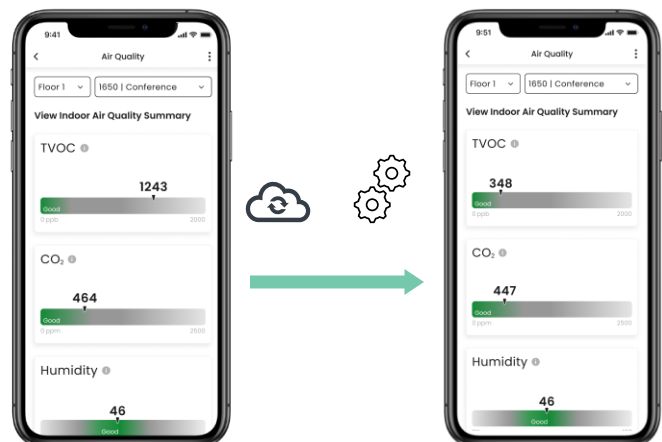 9:41
Air Quality
Floor 1
1650 | Conference
View Indoor Air Quality Summary
TVOC
1243
Good
0 ppb
2000
CO₂
464
Good
0 ppm
2500
Humidity
46
Good
9:51
Air Quality
Floor 1
1650 | Conference
View Indoor Air Quality Summary
TVOC
348
Good
0 ppb
2000
CO₂
447
Good
0 ppm
2500
Humidity
46
Good